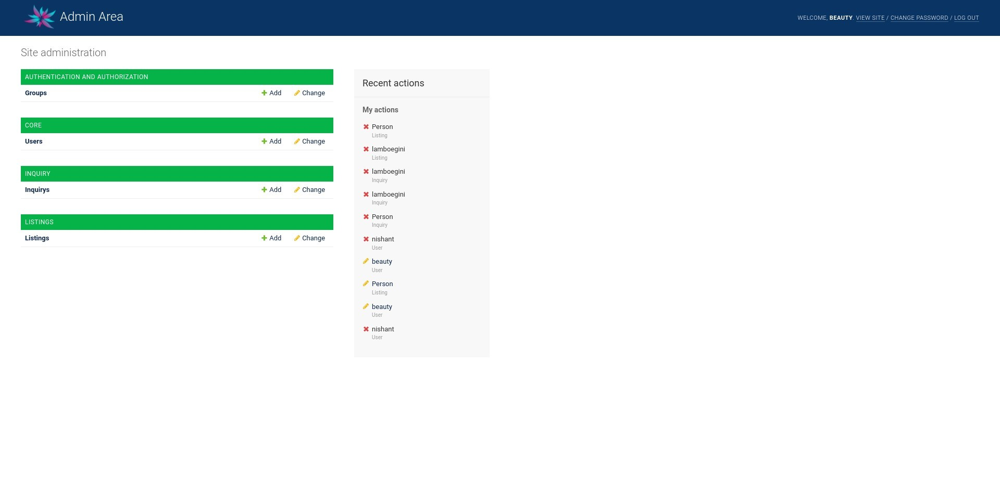 Admin Area
WELCOME, BEAUTY. VIEW SITE / CHANGE PASSWORD / LOG OUT
Site administration
AUTHENTICATION AND AUTHORIZATION
Groups Add Change
CORE
Users Add Change
INQUIRY
Inquirys Add Change
LISTINGS
Listings Add Change
Recent actions
My actions
Person
Listing
lamboegini
Listing
lamboegini
Inquiry
lamboegini
Inquiry
Person
Inquiry
nishant
User
beauty
User
Person
Listing
beauty
User
nishant
User